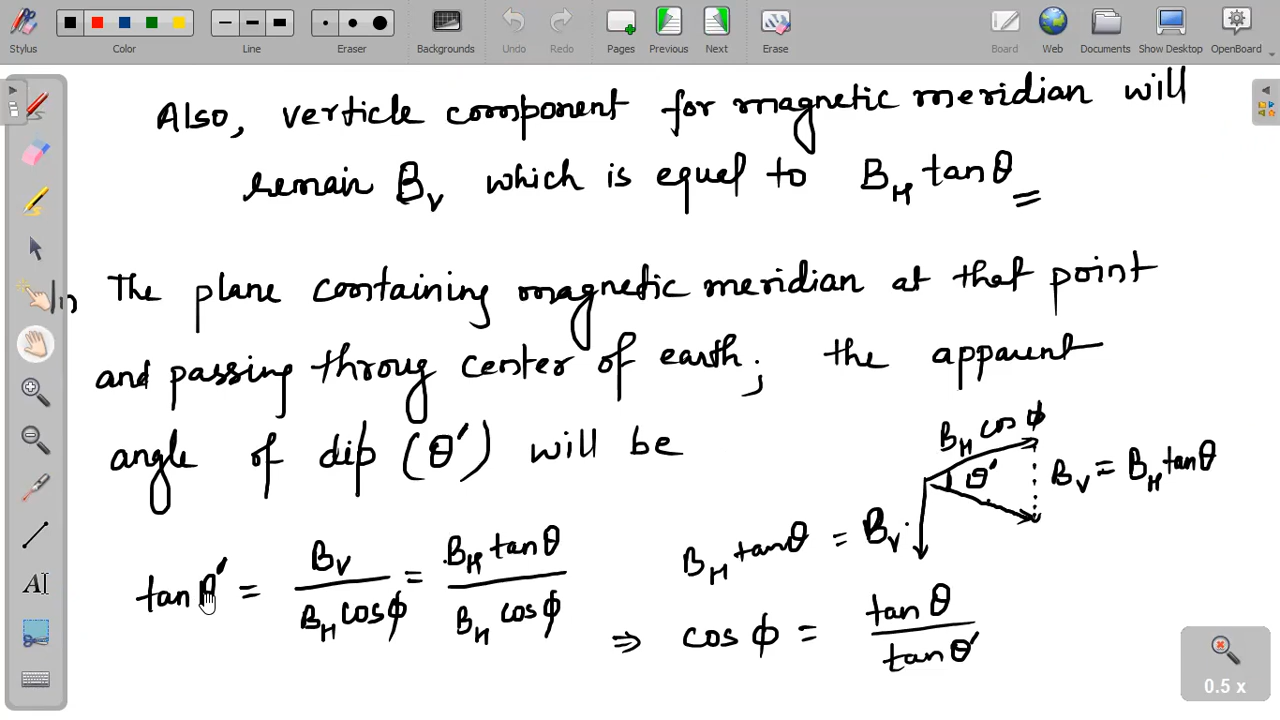 Stylus Color Line Eraser Backgrounds Undo Redo Pages Previous Next Erase Board Web Documents Show Desktop OpenBoard
Also, verticle component for magnetic meridian will
remain B_V which is equal to B_H tanθ
The plane containing magnetic meridian at that point
and passing throug center of earth; the apparent
angle of dip (θ') will be
B_H cos ϕ
θ' B_V = B_H tanθ
B_H tanθ = B_V
tanθ' = B_V / B_H cosϕ = B_H tanθ / B_H cosϕ
⇒ cos ϕ = tanθ / tanθ'
0.5 x